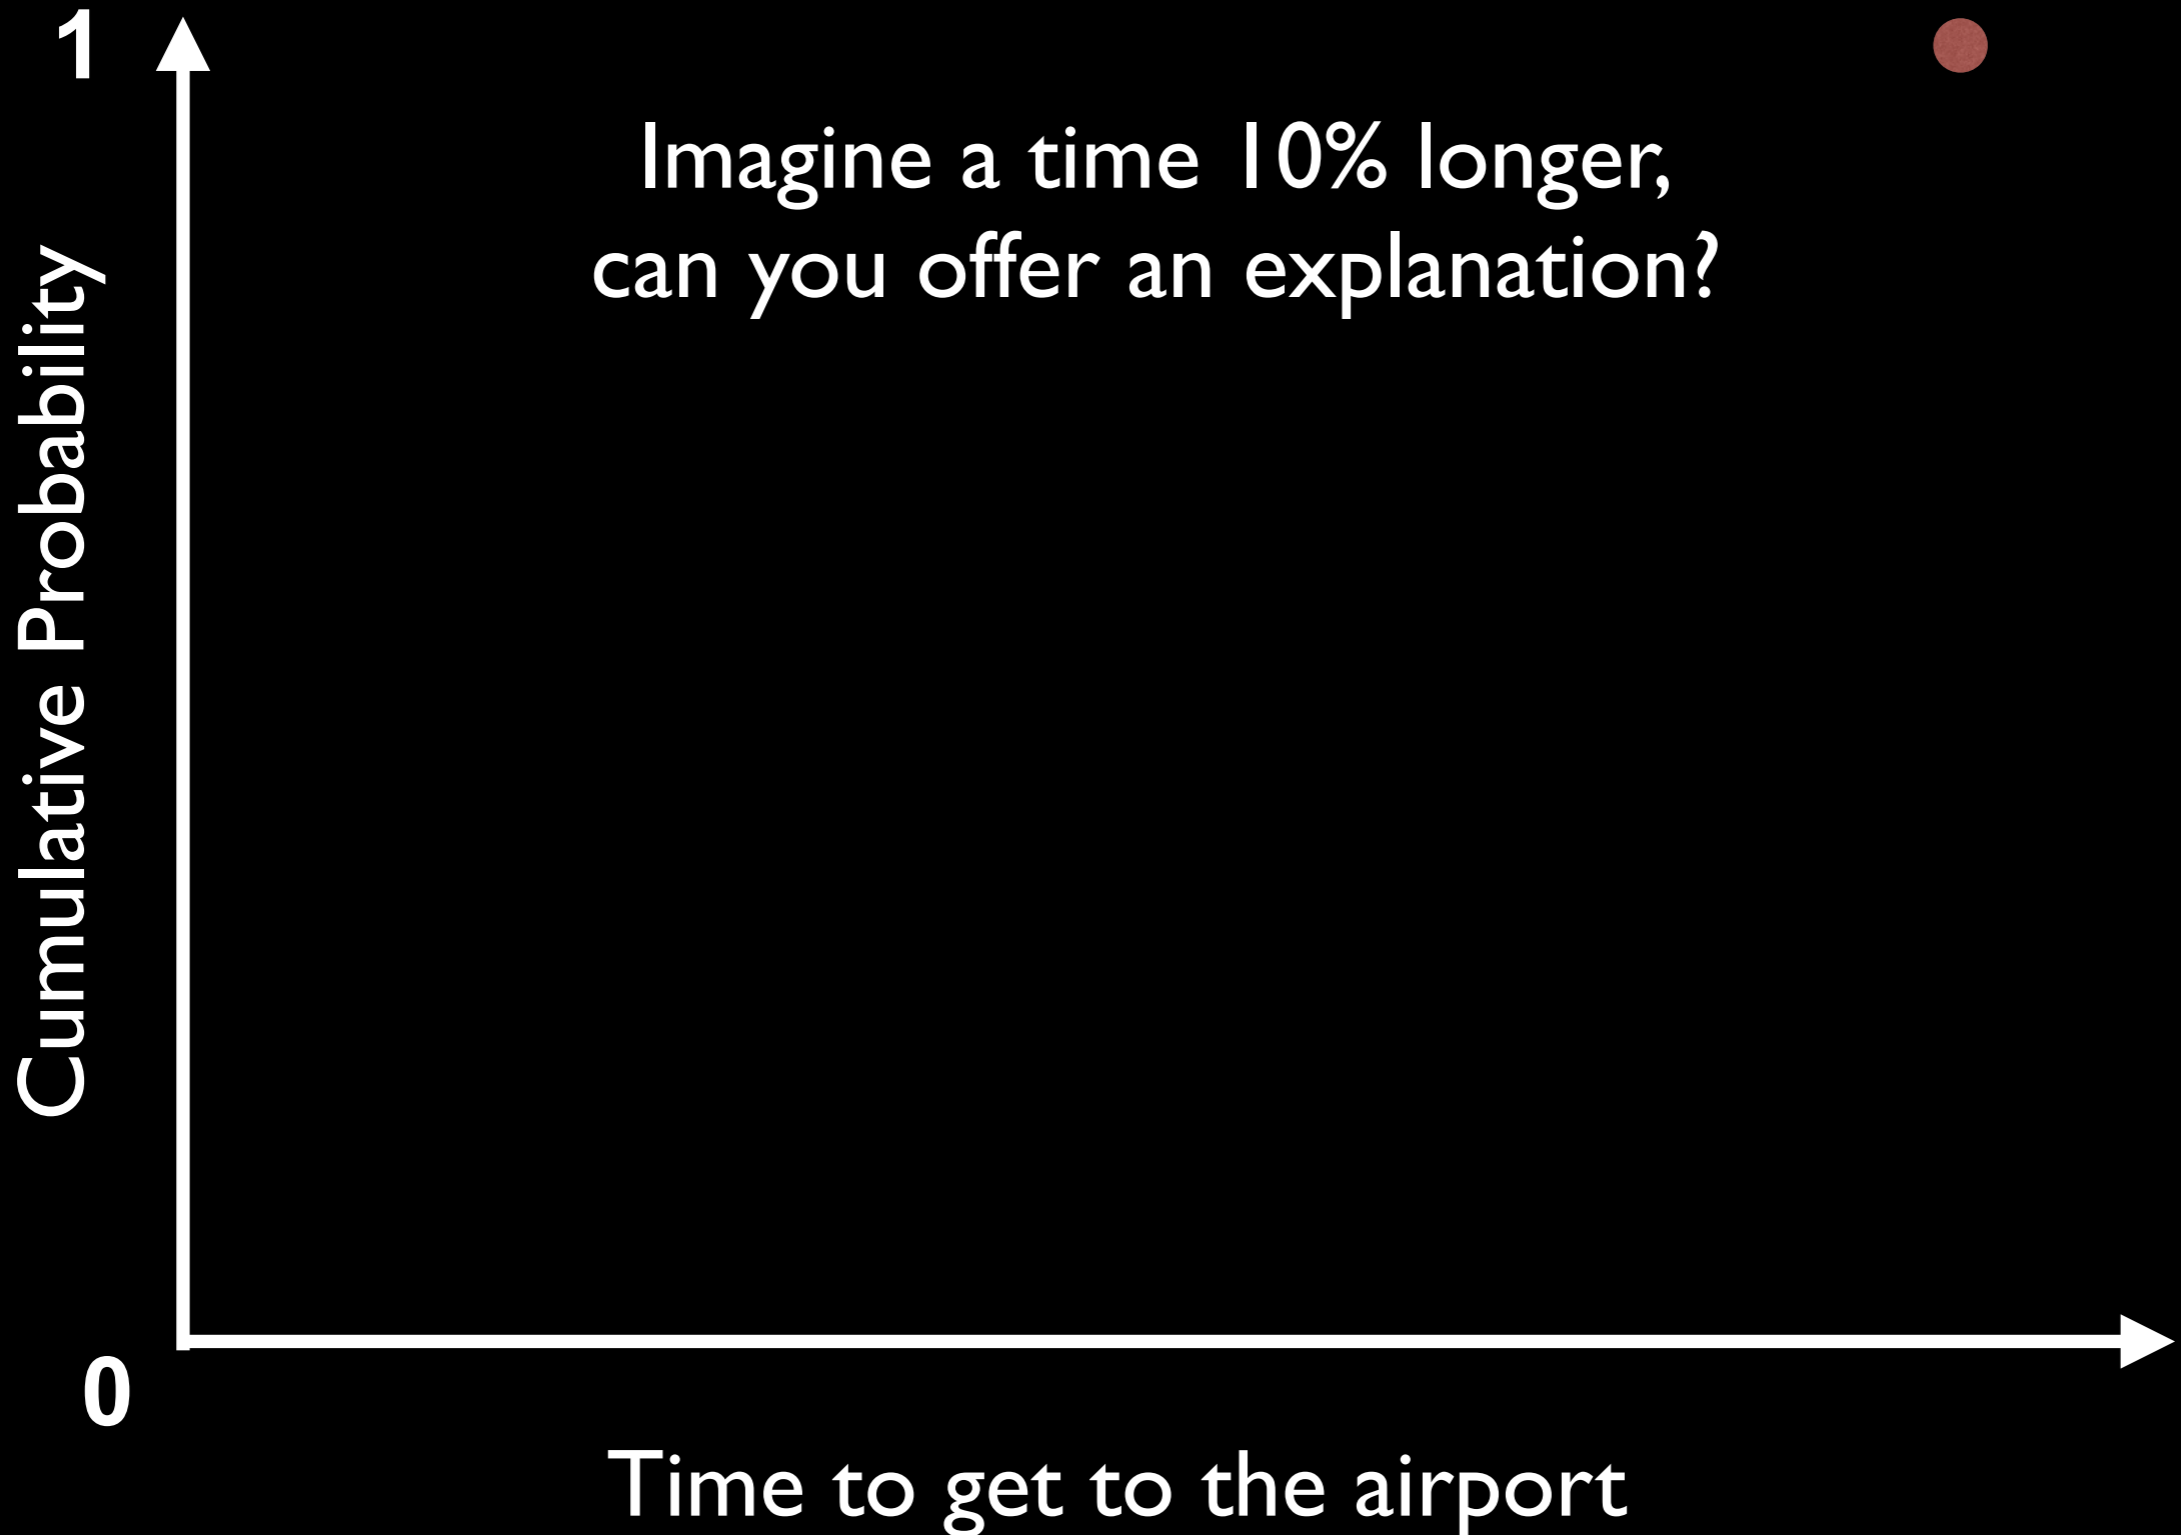 1
Imagine a time 10% longer,
can you offer an explanation?
Cumulative Probability
0
Time to get to the airport